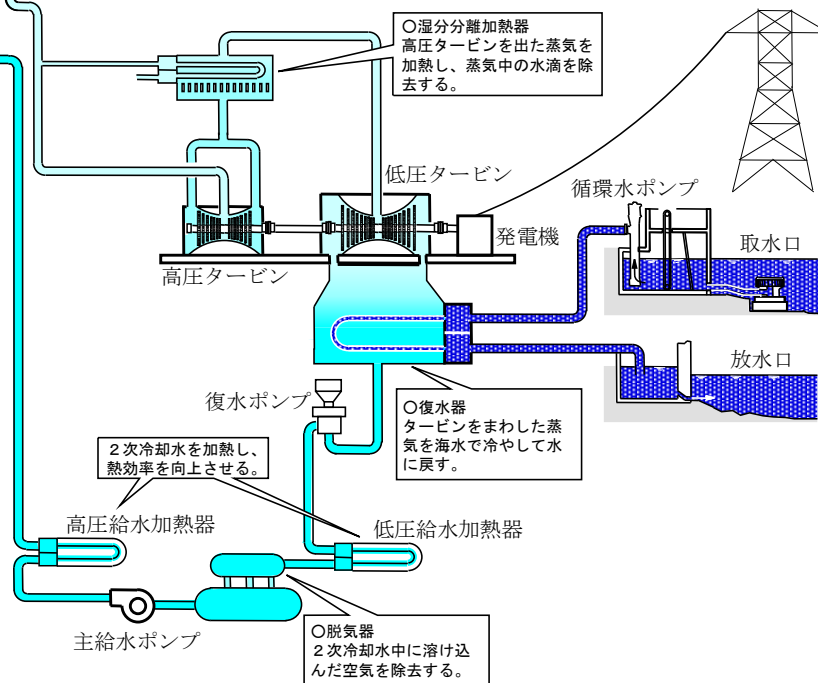 ○湿分分離加熱器
高圧タービンを出た蒸気を
加熱し、蒸気中の水滴を除
去する。
低圧タービン
循環水ポンプ
発電機
取水口
高圧タービン
放水口
復水ポンプ
○復水器
タービンをまわした蒸
気を海水で冷やして水
に戻す。
２次冷却水を加熱し、
熱効率を向上させる。
高圧給水加熱器
低圧給水加熱器
主給水ポンプ
○脱気器
２次冷却水中に溶け込
んだ空気を除去する。